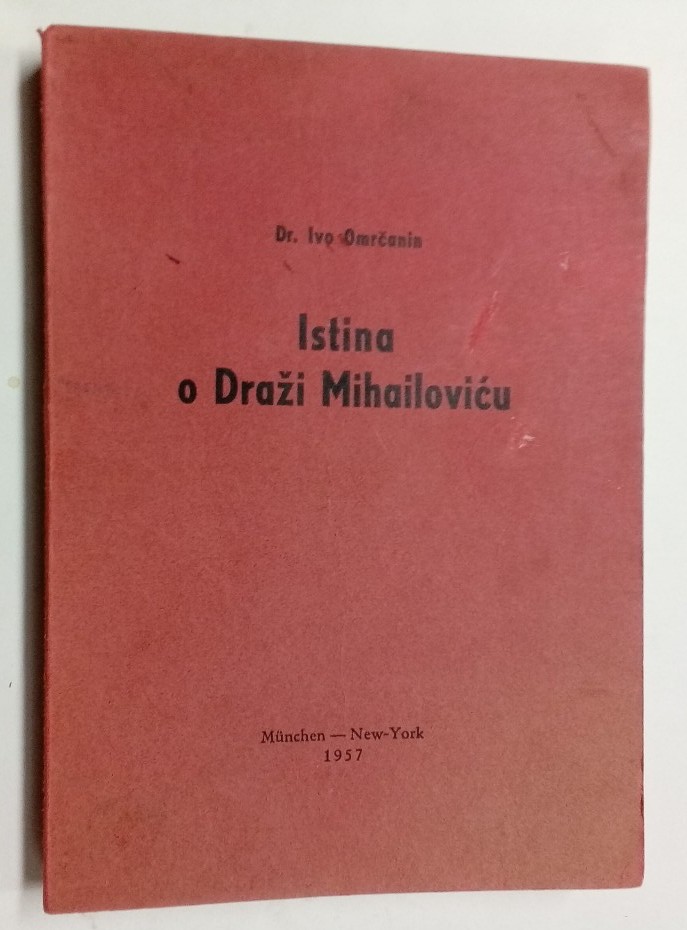 Dr. Ivo Omrčanin
Istina
o Draži Mihailoviću
München — New-York
1957